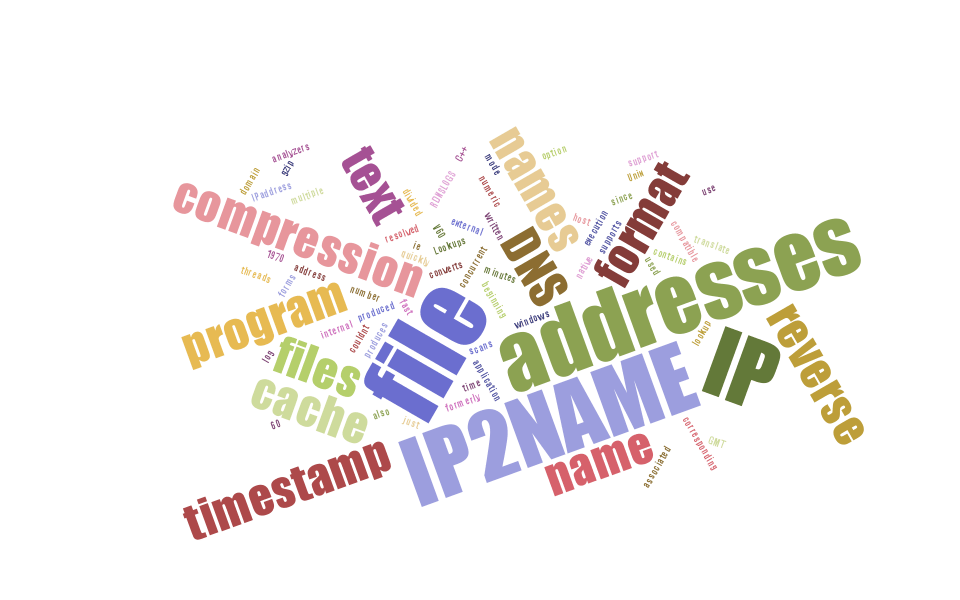 analyzers
gzip
domain
IPaddress
multiple
compression
text
divided
resolved
ROMologs
C++
mode
numeric
names
option
support
Unix
format
use
since
host
execution
supports
native
compatible
contains
used
translate
VGO
external
Lookups
written
DNS
ie
quickly
converts
concurrent
minutes
beginning
1970
address
threads
forms
number
fast
program
internal
produced
couldnt
produces
file
windows
addresses
lookup
reverse
IP
log
files
cache
60
also
just
scans
application
time
formerly
IP2NAME
name
timestamp
associated
corresponding
GMT